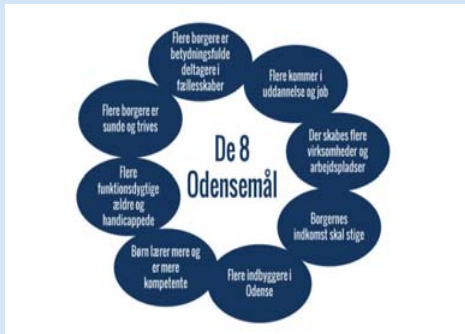 De 8
Odensemål
Flere borgere er
betydningsfulde
deltagere i
fællesskaber
Flere kommer i
uddannelse og job
Der skabes flere
virksomheder og
arbejdspladser
Borgernes
indkomst skal stige
Flere indbyggere i
Odense
Børn lærer mere og
er mere
kompetente
Flere
funktionsdygtige
ældre og
handicappede
Flere borgere er
sunde og trives